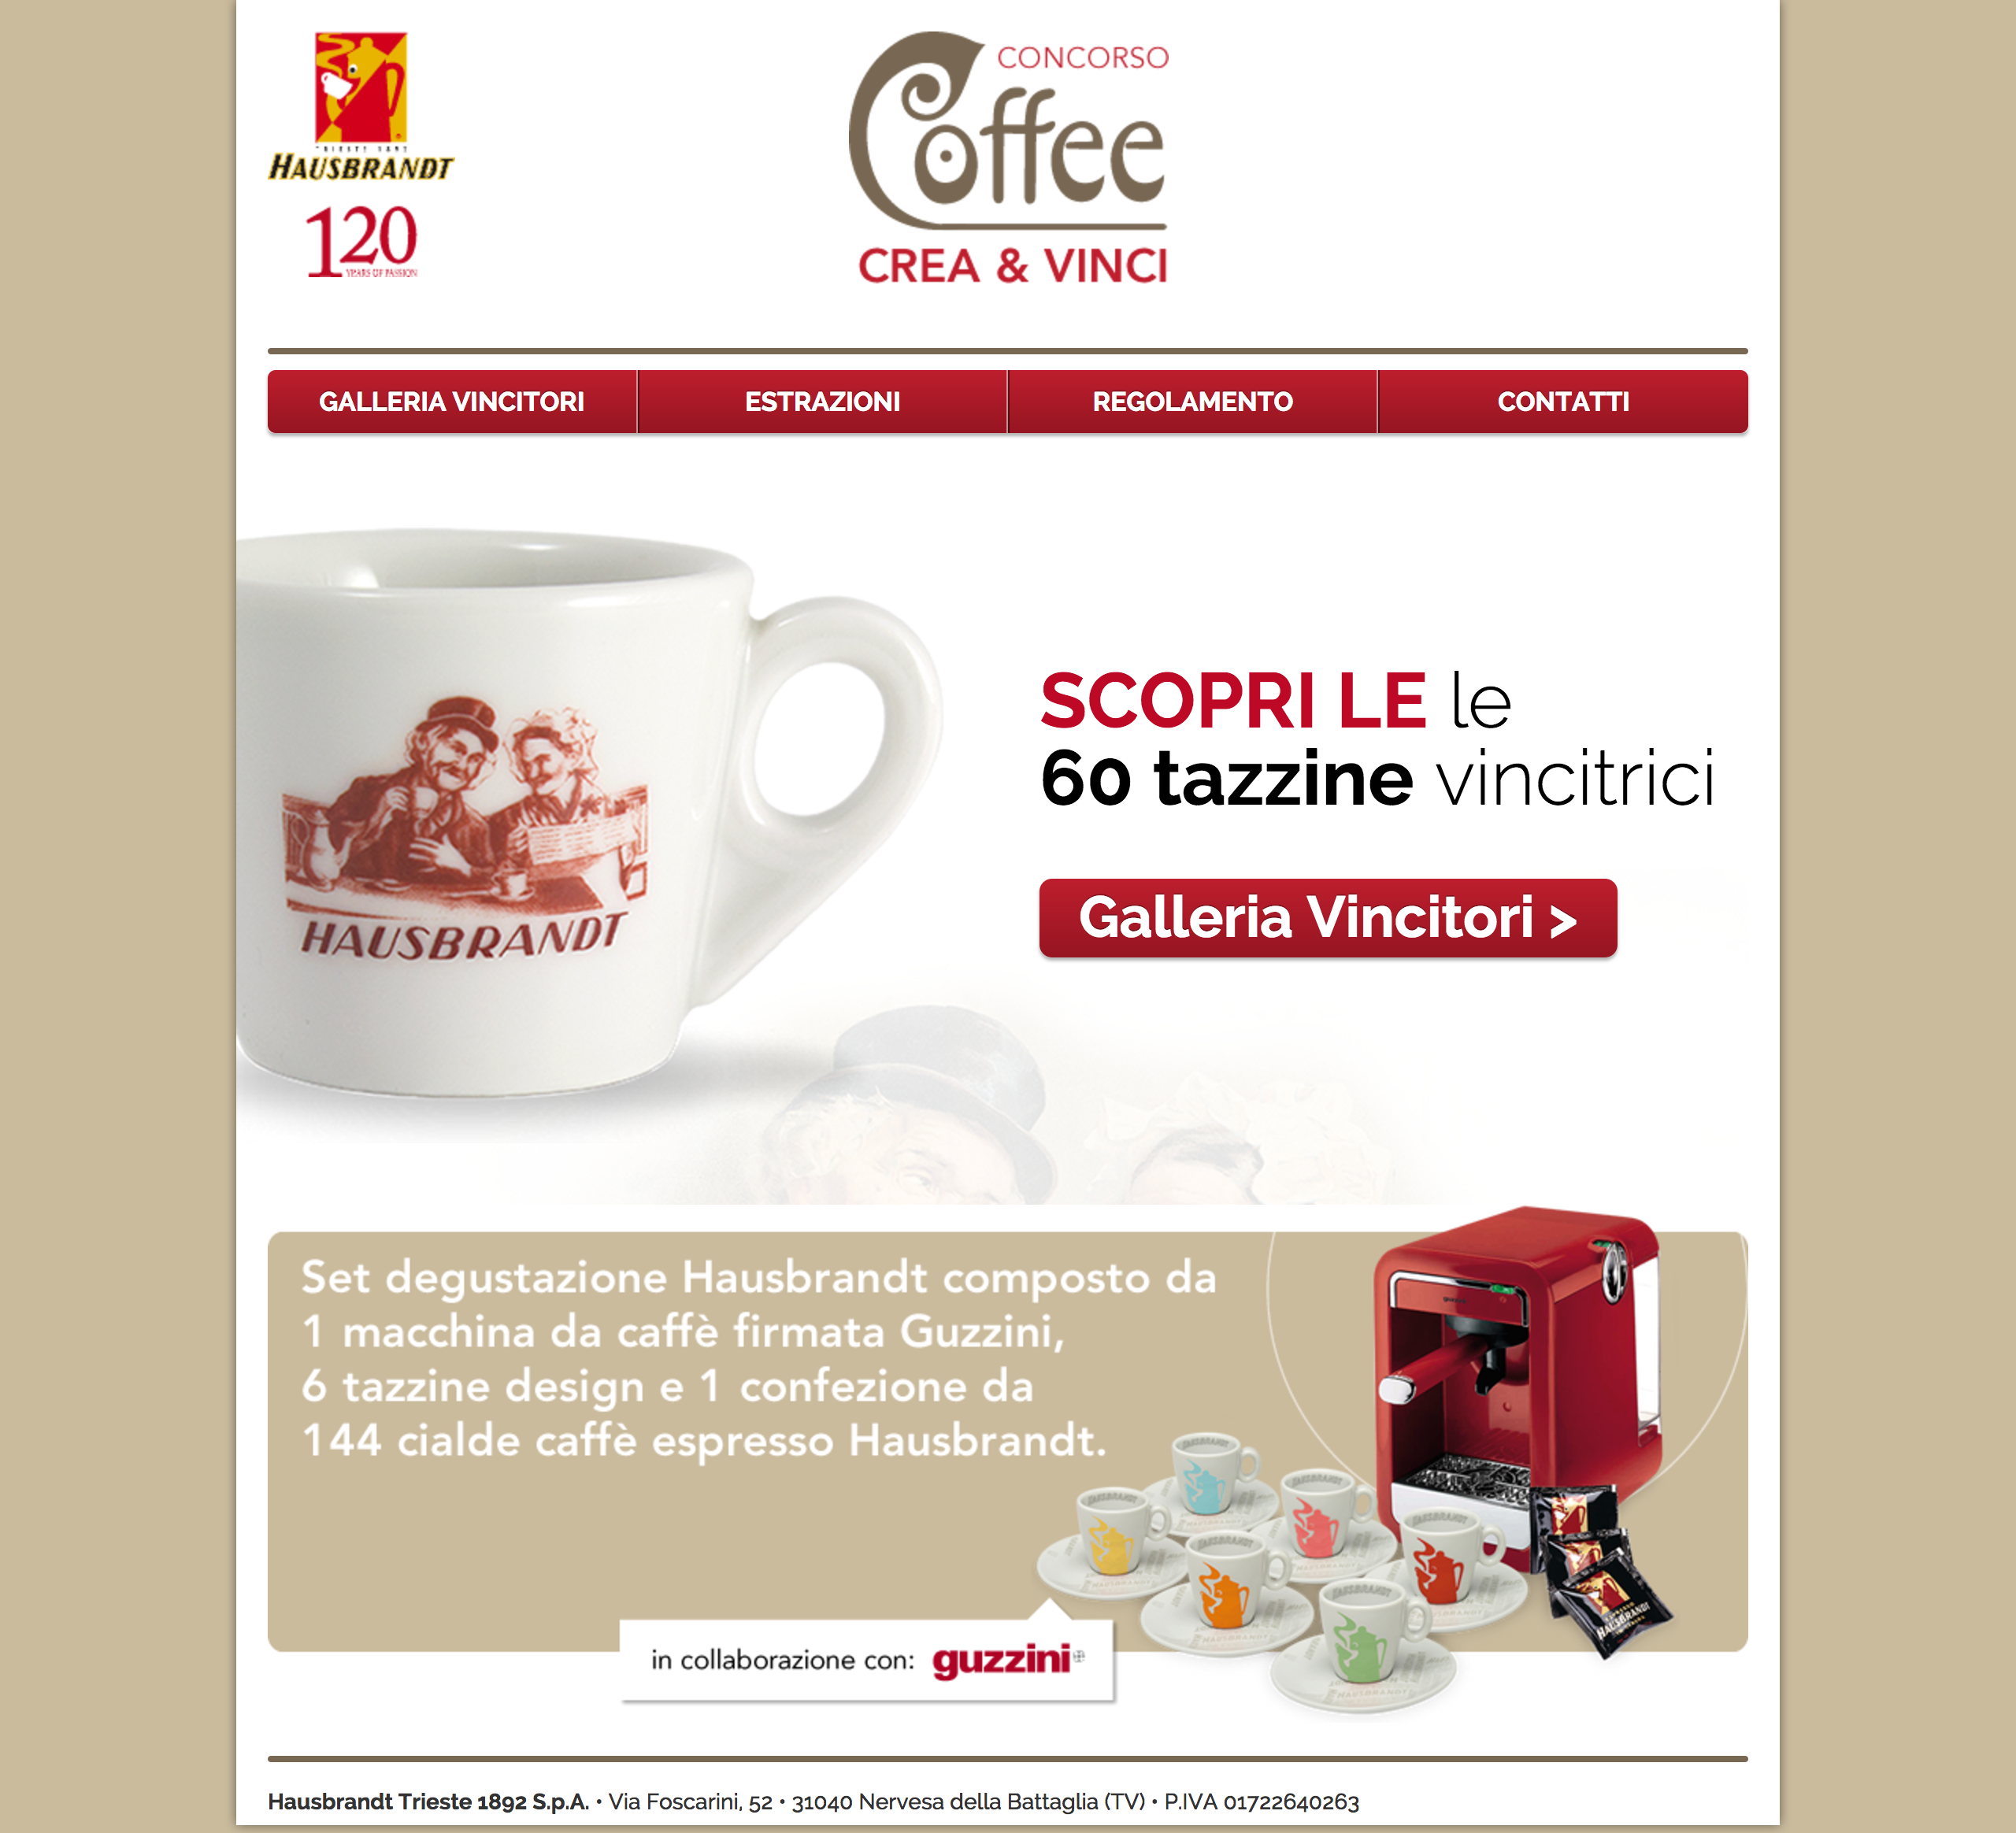 HAUSBRANDT
120
YEARS OF PASSION
CONCORSO
Coffee
CREA & VINCI
GALLERIA VINCITORI
ESTRAZIONI
REGOLAMENTO
CONTATTI
HAUSBRANDT
SCOPRI LE le
60 tazzine vincitrici
Galleria Vincitori >
Set degustazione Hausbrandt composto da
1 macchina da caffè firmata Guzzini,
6 tazzine design e 1 confezione da
144 cialde caffè espresso Hausbrandt.
in collaborazione con: guzzini
HAUSBRANDT
Hausbrandt Trieste 1892 S.p.A. • Via Foscarini, 52 • 31040 Nervesa della Battaglia (TV) • P.IVA 01722640263